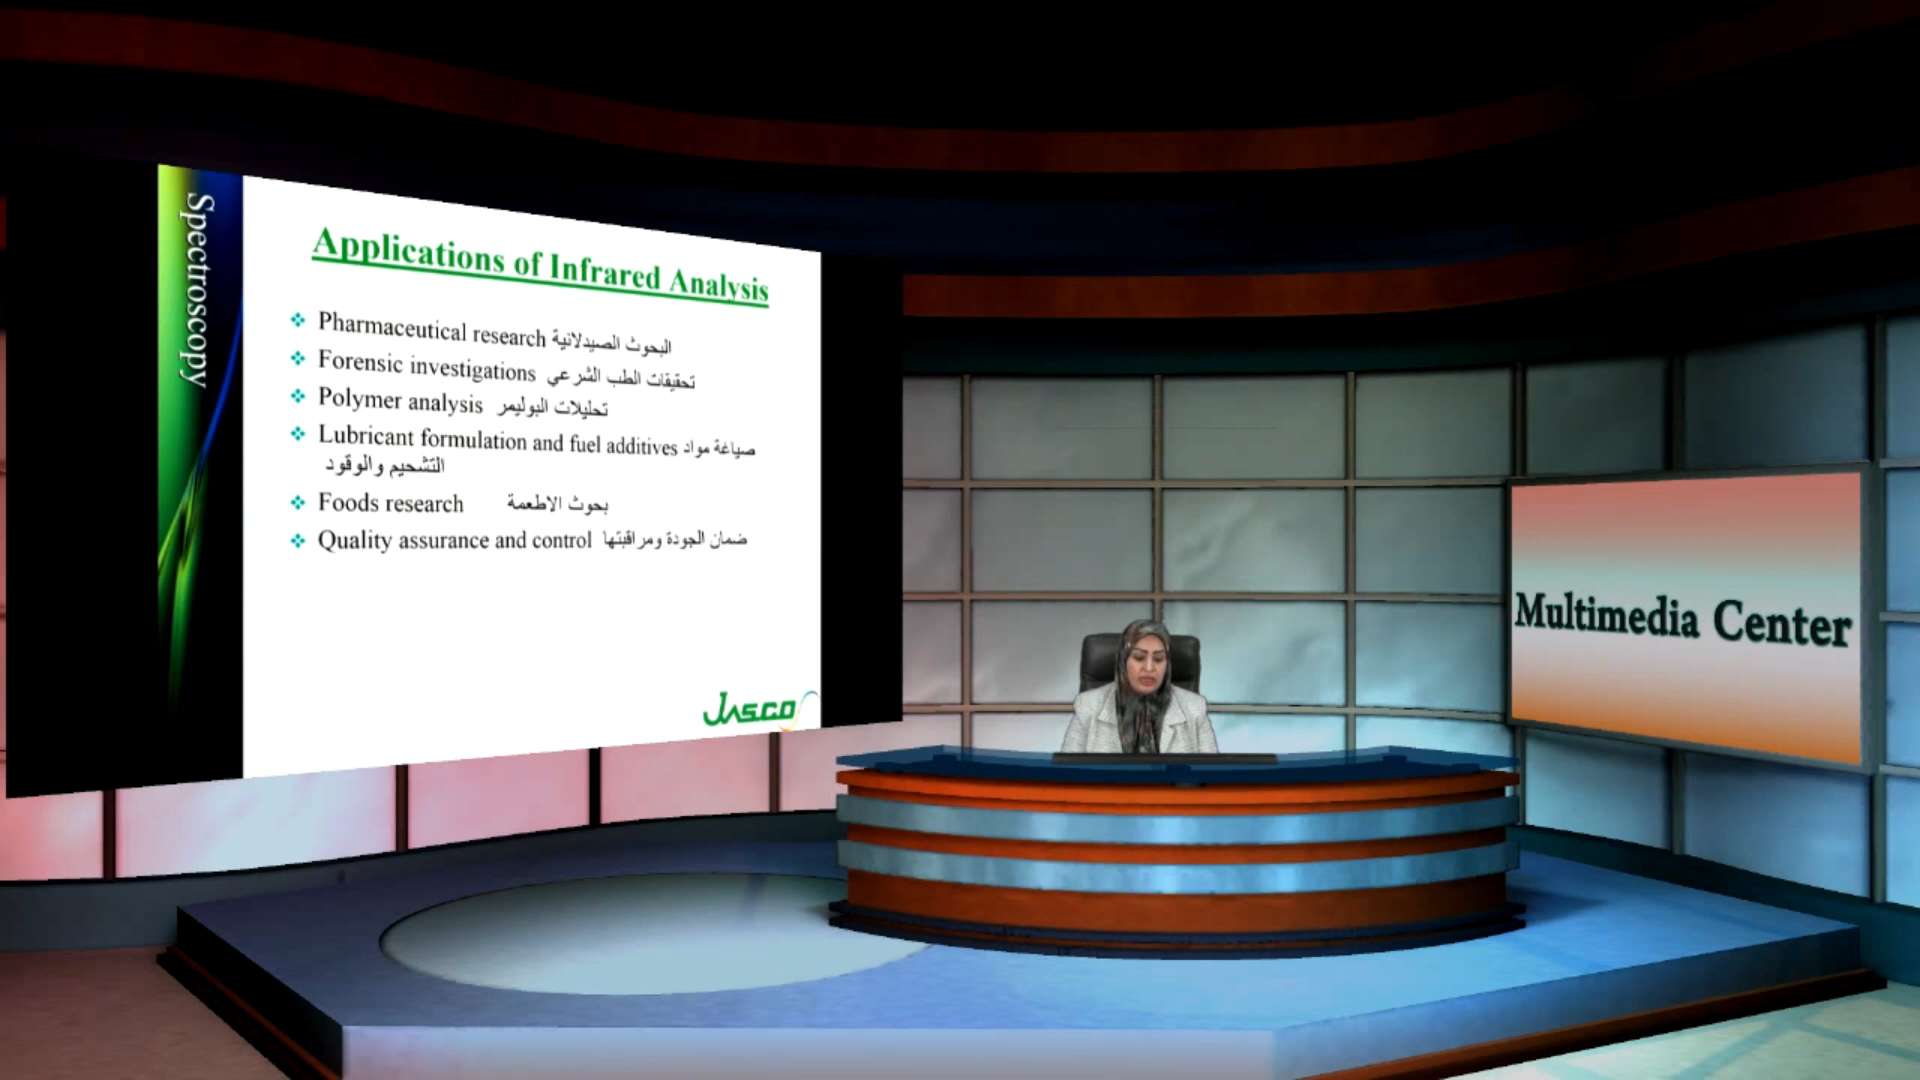 Spectroscopy
Applications of Infrared Analysis
Pharmaceutical research البحوث الصيدلانية
Forensic investigations تحقيقات الطب الشرعي
Polymer analysis تحليلات البوليمر
Lubricant formulation and fuel additives صياغة مواد
التشحيم والوقود
Foods research بحوث الاطعمة
Quality assurance and control ضمان الجودة ومراقبتها
Jasco
Multimedia Center